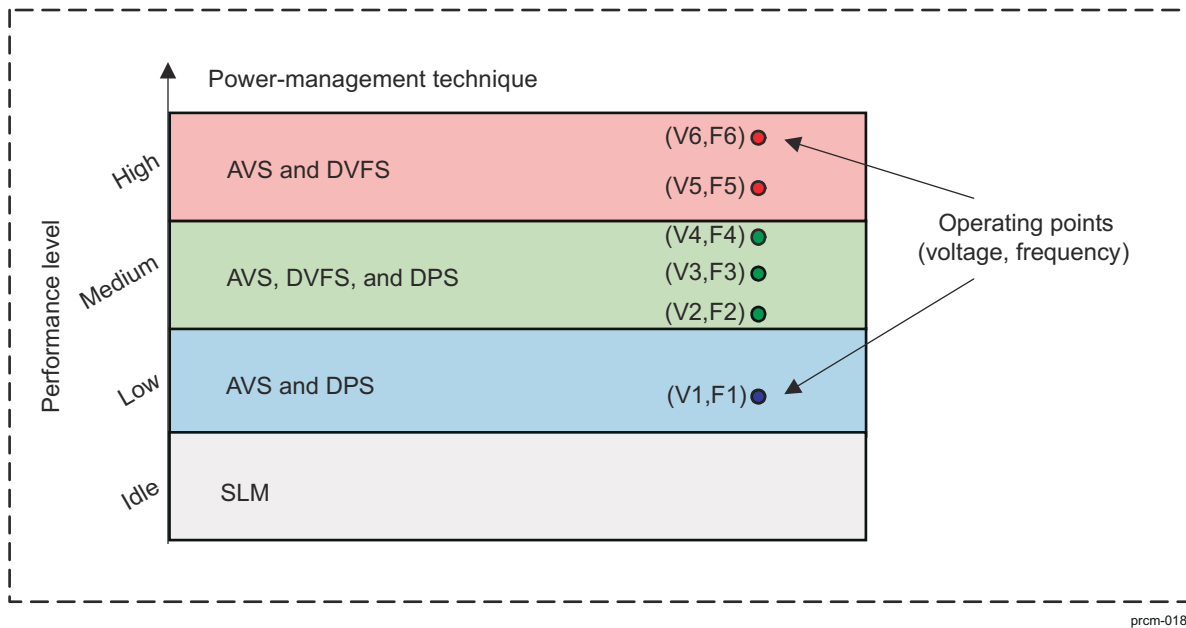 Power-management technique
High
AVS and DVFS
(V6,F6)
(V5,F5)
Operating points
(voltage, frequency)
Performance level
Medium
AVS, DVFS, and DPS
(V4,F4)
(V3,F3)
(V2,F2)
Low
AVS and DPS
(V1,F1)
Idle
SLM
prcm-018